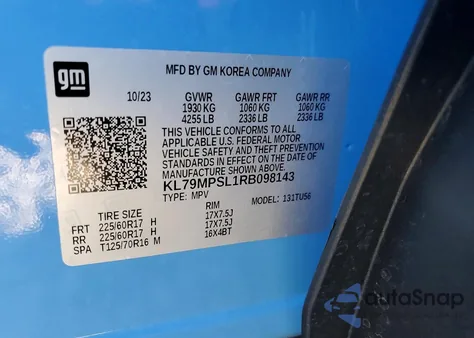 gm
MFD BY GM KOREA COMPANY
10/23 GVWR GAWR FRT GAWR RR
1930 KG 1060 KG 1060 KG
4255 LB 2336 LB 2336 LB
THIS VEHICLE CONFORMS TO ALL
APPLICABLE U.S. FEDERAL MOTOR
VEHICLE SAFETY AND THEFT PREVENTION
STANDARDS IN EFFECT ON THE DATE OF
MANUFACTURE SHOWN ABOVE.
KL79MPSL1RB098143
TYPE: MPV MODEL: 131TU56
TIRE SIZE RIM
FRT 225/60R17 H 17X7.5J
RR 225/60R17 H 17X7.5J
SPA T125/70R16 M 16X4BT
autoSnap